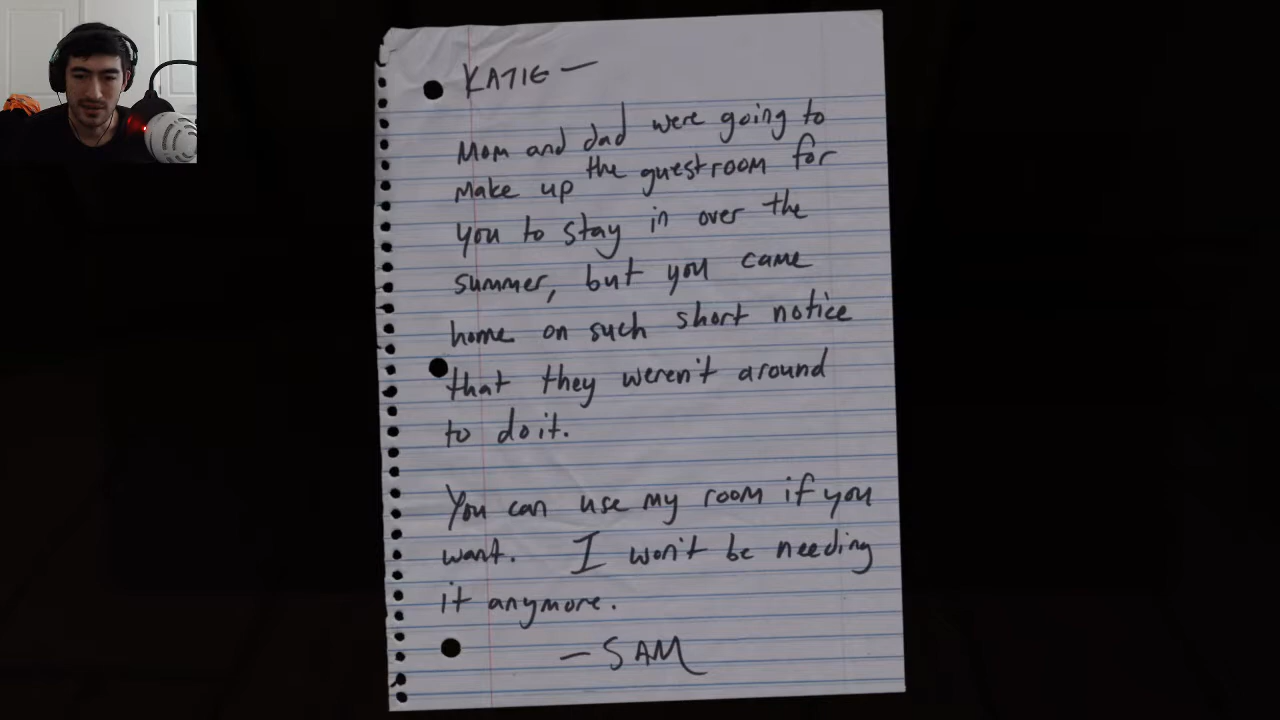 KATIE —
Mom and dad were going to
make up the guestroom for
you to stay in over the
summer, but you came
home on such short notice
that they weren't around
to do it.
You can use my room if you
want. I won't be needing
it anymore.
— SAM